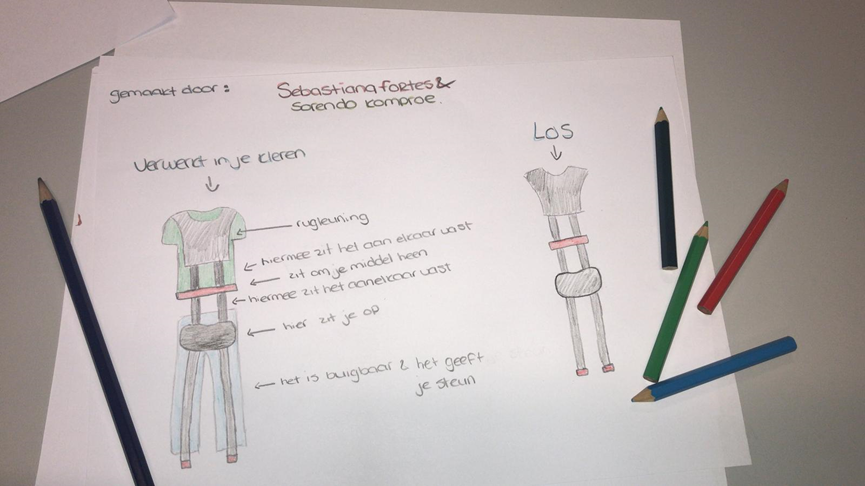 gemaakt door: Sebastiana fortes &
Sorendo Komproe.
LOS
Verwerkt in je kleren
rugleuning
hiermee zit het aan elkaar vast
zit om je middel heen
hiermee zit het aanelkaar vast
hier zit je op
het is buigbaar & het geeft
je steun